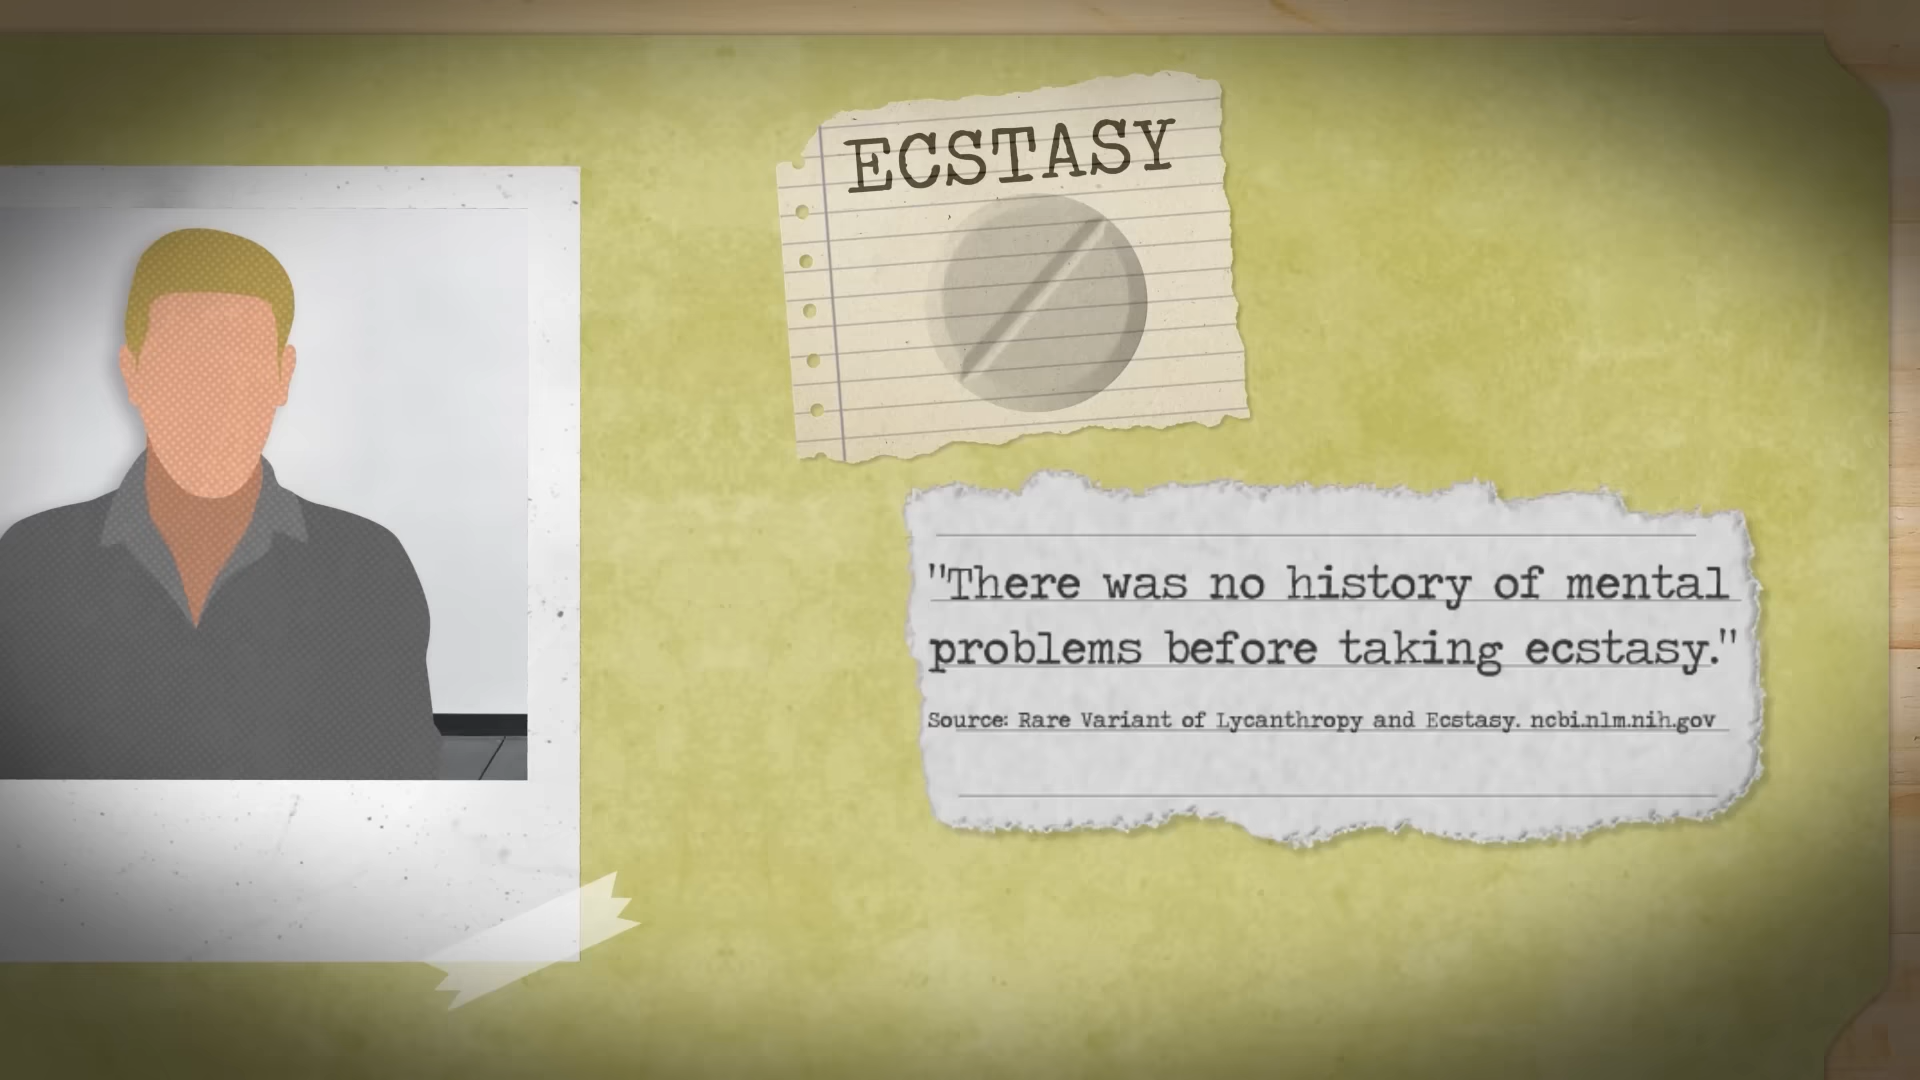 ECSTASY
"There was no history of mental
problems before taking ecstasy."
Source: Rare Variant of Lycanthropy and Ecstasy. ncbi.nlm.nih.gov